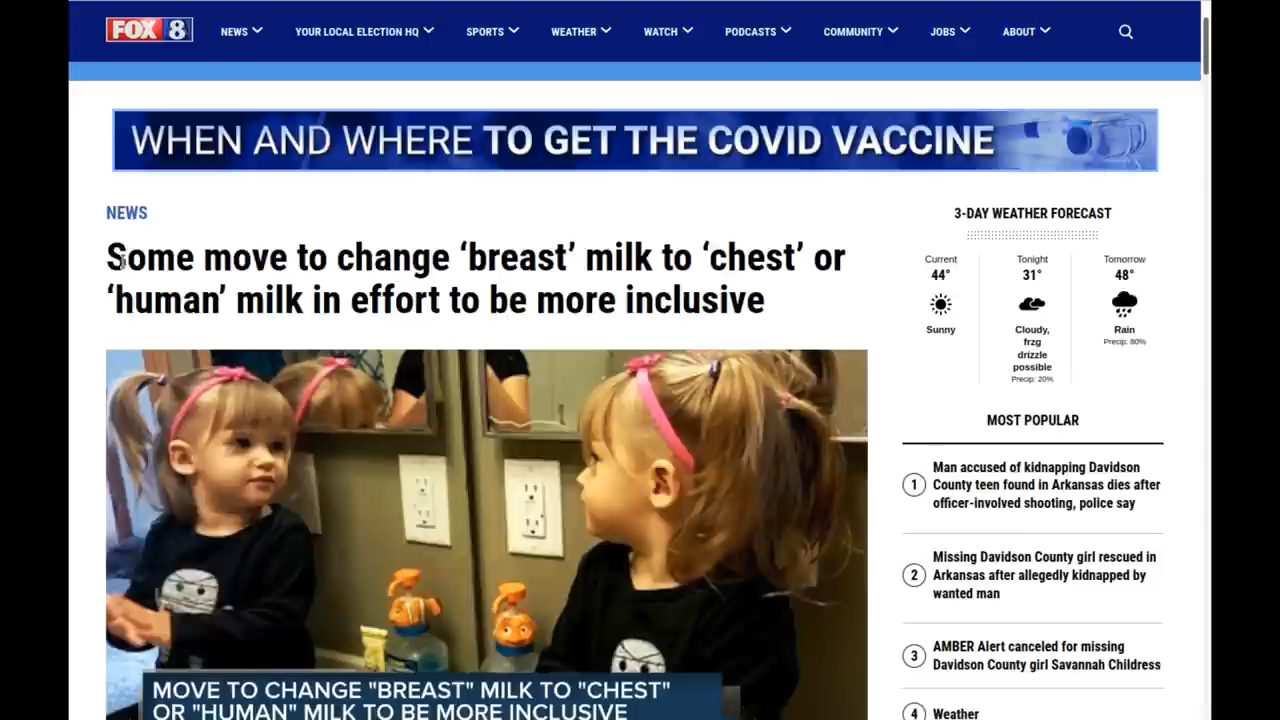 FOX 8
NEWS
YOUR LOCAL ELECTION HQ
SPORTS
WEATHER
WATCH
PODCASTS
COMMUNITY
JOBS
ABOUT
WHEN AND WHERE TO GET THE COVID VACCINE
NEWS
Some move to change ‘breast’ milk to ‘chest’ or
‘human’ milk in effort to be more inclusive
MOVE TO CHANGE "BREAST" MILK TO "CHEST"
OR "HUMAN" MILK TO BE MORE INCLUSIVE
3-DAY WEATHER FORECAST
Current
44°
Sunny
Tonight
31°
Cloudy,
frzg
drizzle
possible
Precip: 20%
Tomorrow
48°
Rain
Precip: 80%
MOST POPULAR
1
Man accused of kidnapping Davidson
County teen found in Arkansas dies after
officer-involved shooting, police say
2
Missing Davidson County girl rescued in
Arkansas after allegedly kidnapped by
wanted man
3
AMBER Alert canceled for missing
Davidson County girl Savannah Childress
4
Weather